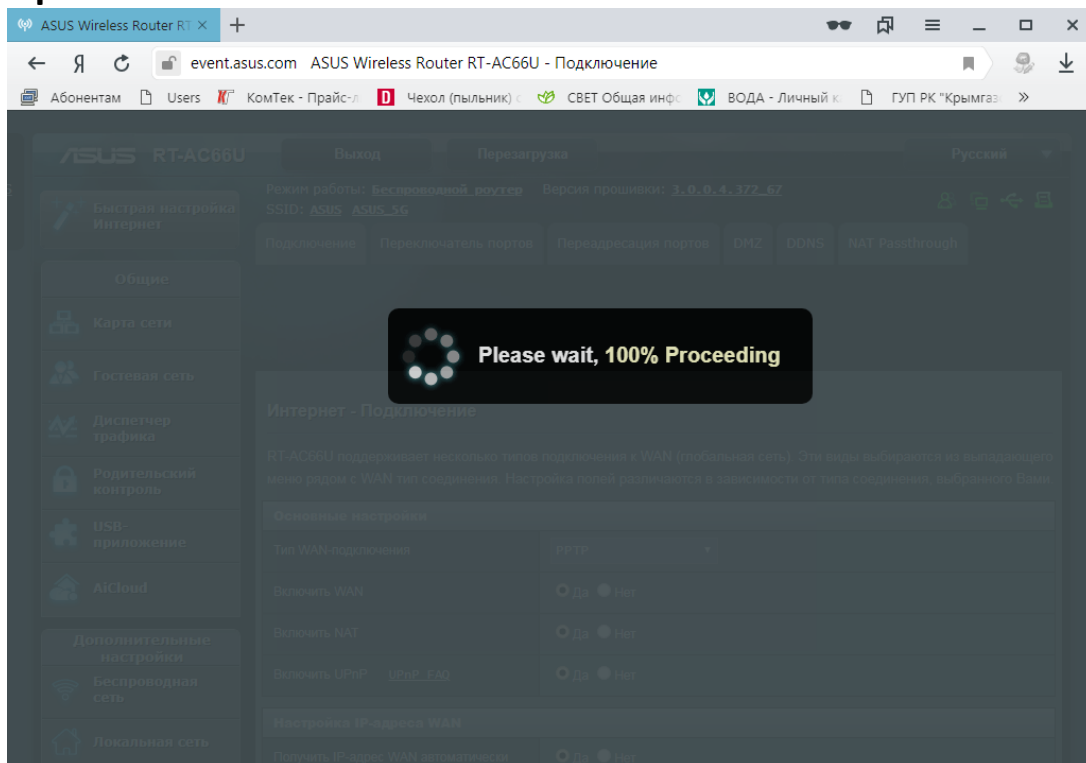 ASUS Wireless Router RT
event.asus.com ASUS Wireless Router RT-AC66U - Подключение
Абонентам Users КомТек - Прайс-л Чехол (пыльник) с СВЕТ Общая инфо ВОДА - Личный к ГУП РК "Крымгаз
ASUS RT-AC66U Выход Перезагрузка Русский
Быстрая настройка Интернет
Режим работы: Беспроводной роутер Версия прошивки: 3.0.0.4.372_67
SSID: ASUS ASUS_5G
Подключение Переключатель портов Переадресация портов DMZ DDNS NAT Passthrough
Общие
Карта сети
Гостевая сеть
Диспетчер трафика
Родительский контроль
USB-приложение
AiCloud
Дополнительные настройки
Беспроводная сеть
Локальная сеть
Please wait, 100% Proceeding
Интернет - Подключение
RT-AC66U поддерживает несколько типов подключения к WAN (глобальная сеть). Эти виды выбираются из выпадающего
меню рядом с WAN тип соединения. Настройка полей различаются в зависимости от типа соединения, выбранного Вами
Основные настройки
Тип WAN-подключения PPTP
Включить WAN Да Нет
Включить NAT Да Нет
Включить UPnP UPnP FAQ Да Нет
Настройка IP-адреса WAN
Получить IP-адрес WAN автоматически Да Нет